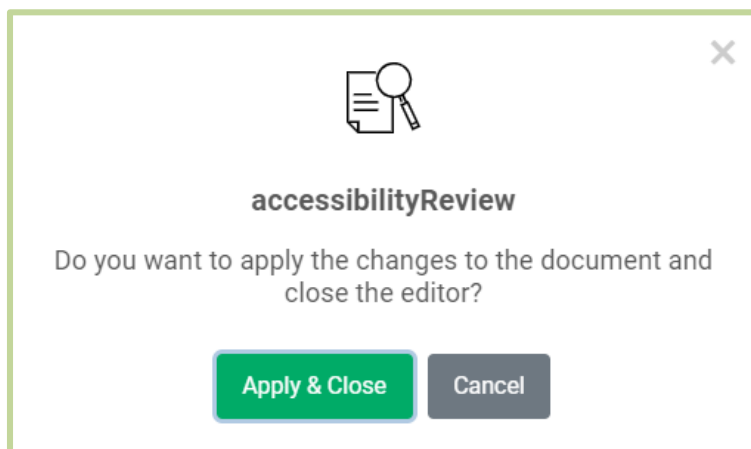 accessibilityReview
Do you want to apply the changes to the document and
close the editor?
Apply & Close
Cancel